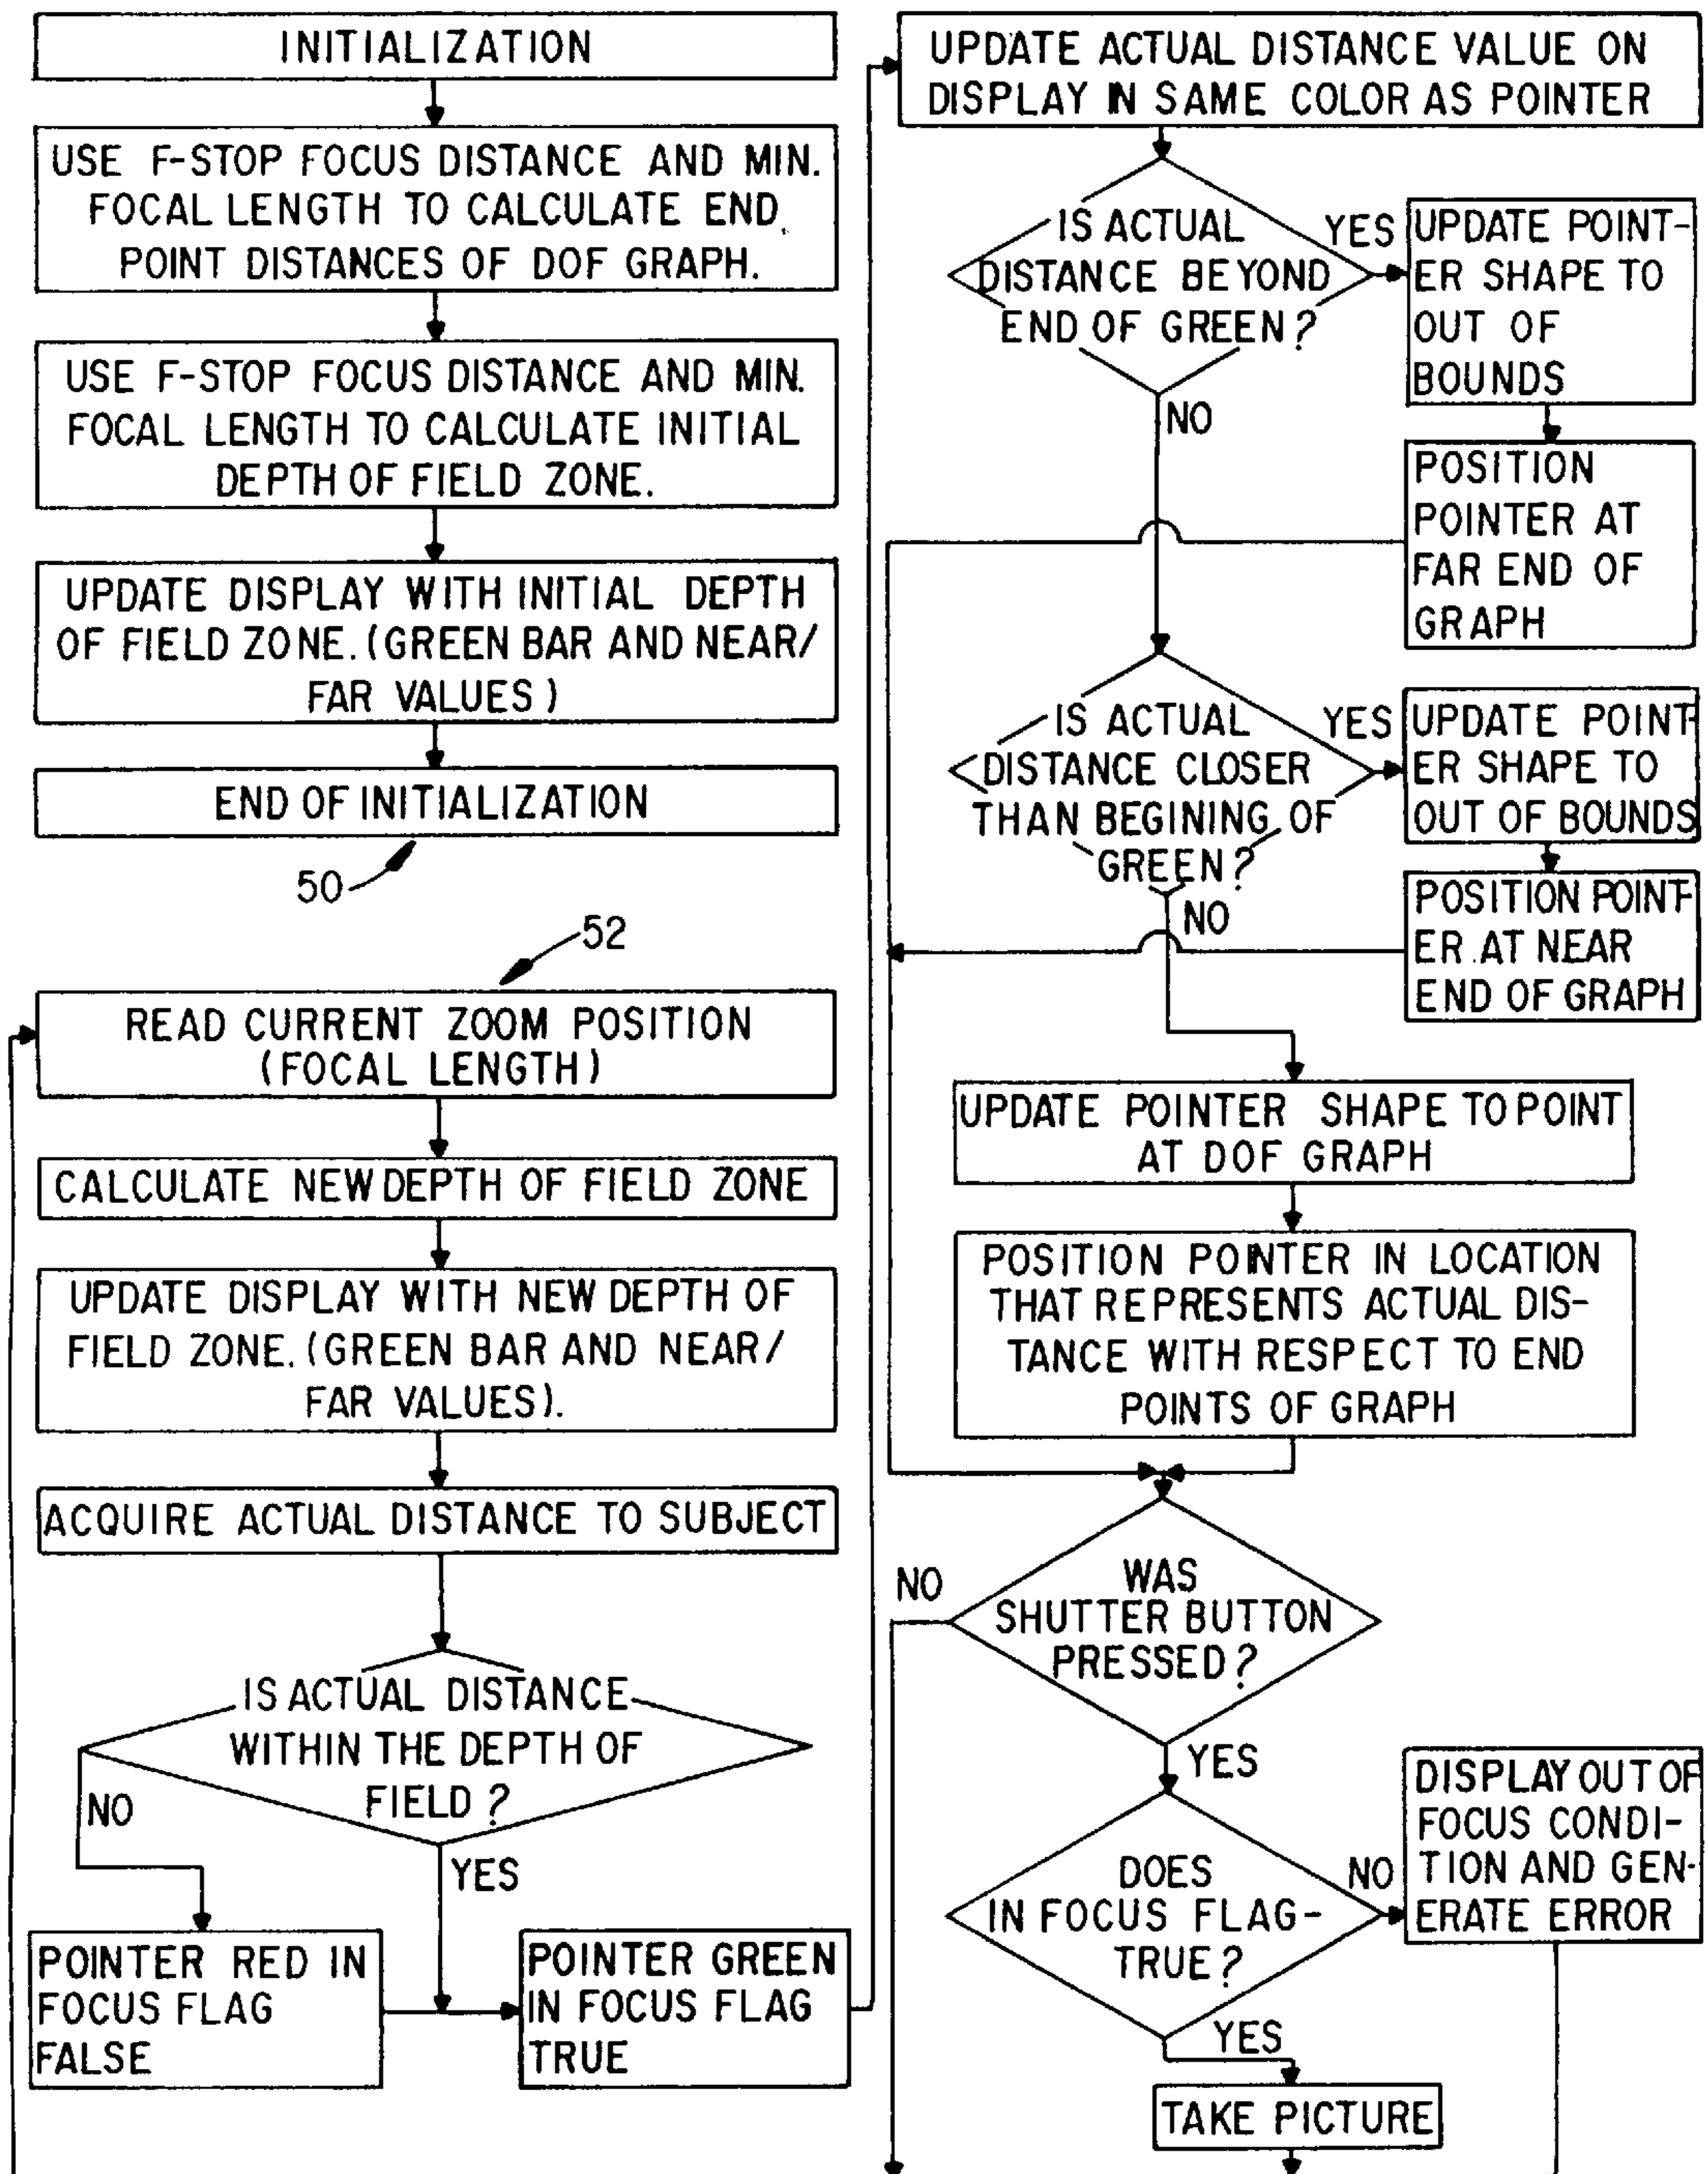 INITIALIZATION
USE F-STOP FOCUS DISTANCE AND MIN.
FOCAL LENGTH TO CALCULATE END
POINT DISTANCES OF DOF GRAPH.
USE F-STOP FOCUS DISTANCE AND MIN.
FOCAL LENGTH TO CALCULATE INITIAL
DEPTH OF FIELD ZONE.
UPDATE DISPLAY WITH INITIAL DEPTH
OF FIELD ZONE. (GREEN BAR AND NEAR/
FAR VALUES)
END OF INITIALIZATION
50
52
READ CURRENT ZOOM POSITION
(FOCAL LENGTH)
CALCULATE NEW DEPTH OF FIELD ZONE
UPDATE DISPLAY WITH NEW DEPTH OF
FIELD ZONE. (GREEN BAR AND NEAR/
FAR VALUES).
ACQUIRE ACTUAL DISTANCE TO SUBJECT
IS ACTUAL DISTANCE
WITHIN THE DEPTH OF
FIELD?
NO
YES
POINTER RED IN
FOCUS FLAG
FALSE
POINTER GREEN
IN FOCUS FLAG
TRUE
UPDATE ACTUAL DISTANCE VALUE ON
DISPLAY IN SAME COLOR AS POINTER
IS ACTUAL
DISTANCE BEYOND
END OF GREEN?
YES
NO
UPDATE POINT-
ER SHAPE TO
OUT OF
BOUNDS
POSITION
POINTER AT
FAR END OF
GRAPH
IS ACTUAL
DISTANCE CLOSER
THAN BEGINING OF
GREEN?
YES
NO
UPDATE POINT-
ER SHAPE TO
OUT OF BOUNDS
POSITION POINT-
ER AT NEAR
END OF GRAPH
UPDATE POINTER SHAPE TO POINT
AT DOF GRAPH
POSITION POINTER IN LOCATION
THAT REPRESENTS ACTUAL DIS-
TANCE WITH RESPECT TO END
POINTS OF GRAPH
WAS
SHUTTER BUTTON
PRESSED?
NO
YES
DOES
IN FOCUS FLAG-
TRUE?
NO
YES
DISPLAY OUT OF
FOCUS CONDI-
TION AND GEN-
ERATE ERROR
TAKE PICTURE